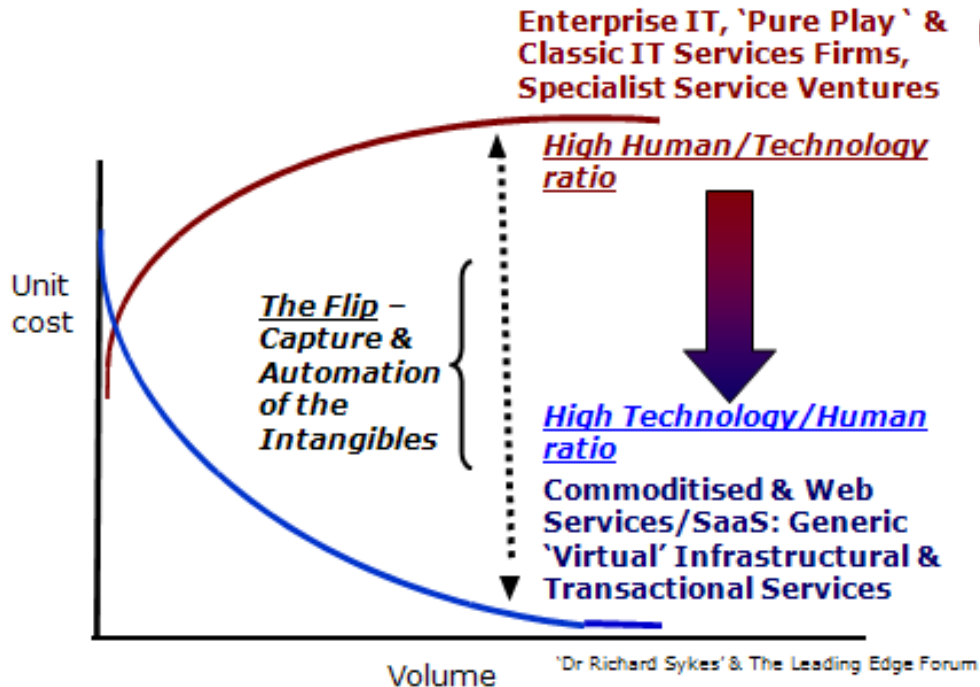 Enterprise IT, ‘Pure Play ‘ &
Classic IT Services Firms,
Specialist Service Ventures
High Human/Technology
ratio
Unit
cost
The Flip –
Capture &
Automation
of the
Intangibles
High Technology/Human
ratio
Commoditised & Web
Services/SaaS: Generic
‘Virtual’ Infrastructural &
Transactional Services
Volume
‘Dr Richard Sykes’ & The Leading Edge Forum